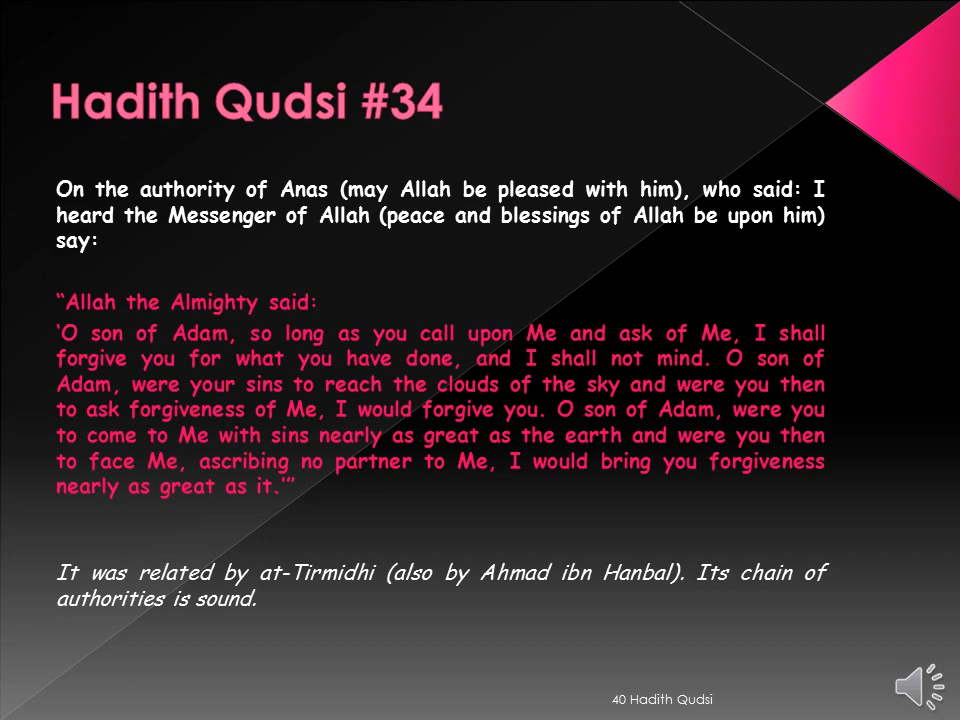 Hadith Qudsi #34
On the authority of Anas (may Allah be pleased with him), who said: I
heard the Messenger of Allah (peace and blessings of Allah be upon him)
say:
“Allah the Almighty said:
‘O son of Adam, so long as you call upon Me and ask of Me, I shall
forgive you for what you have done, and I shall not mind. O son of
Adam, were your sins to reach the clouds of the sky and were you then
to ask forgiveness of Me, I would forgive you. O son of Adam, were you
to come to Me with sins nearly as great as the earth and were you then
to face Me, ascribing no partner to Me, I would bring you forgiveness
nearly as great as it.’”
It was related by at-Tirmidhi (also by Ahmad ibn Hanbal). Its chain of
authorities is sound.
40 Hadith Qudsi